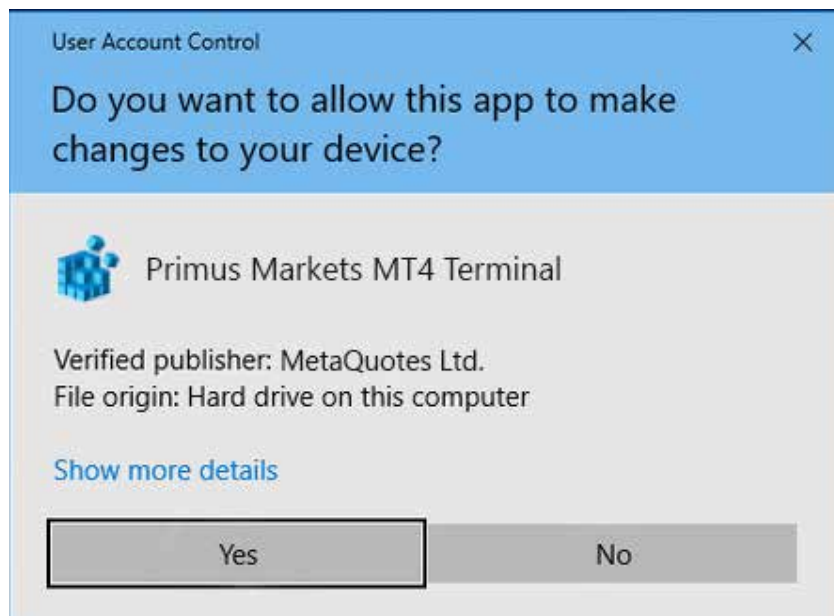 User Account Control
Do you want to allow this app to make
changes to your device?
Primus Markets MT4 Terminal
Verified publisher: MetaQuotes Ltd.
File origin: Hard drive on this computer
Show more details
Yes
No